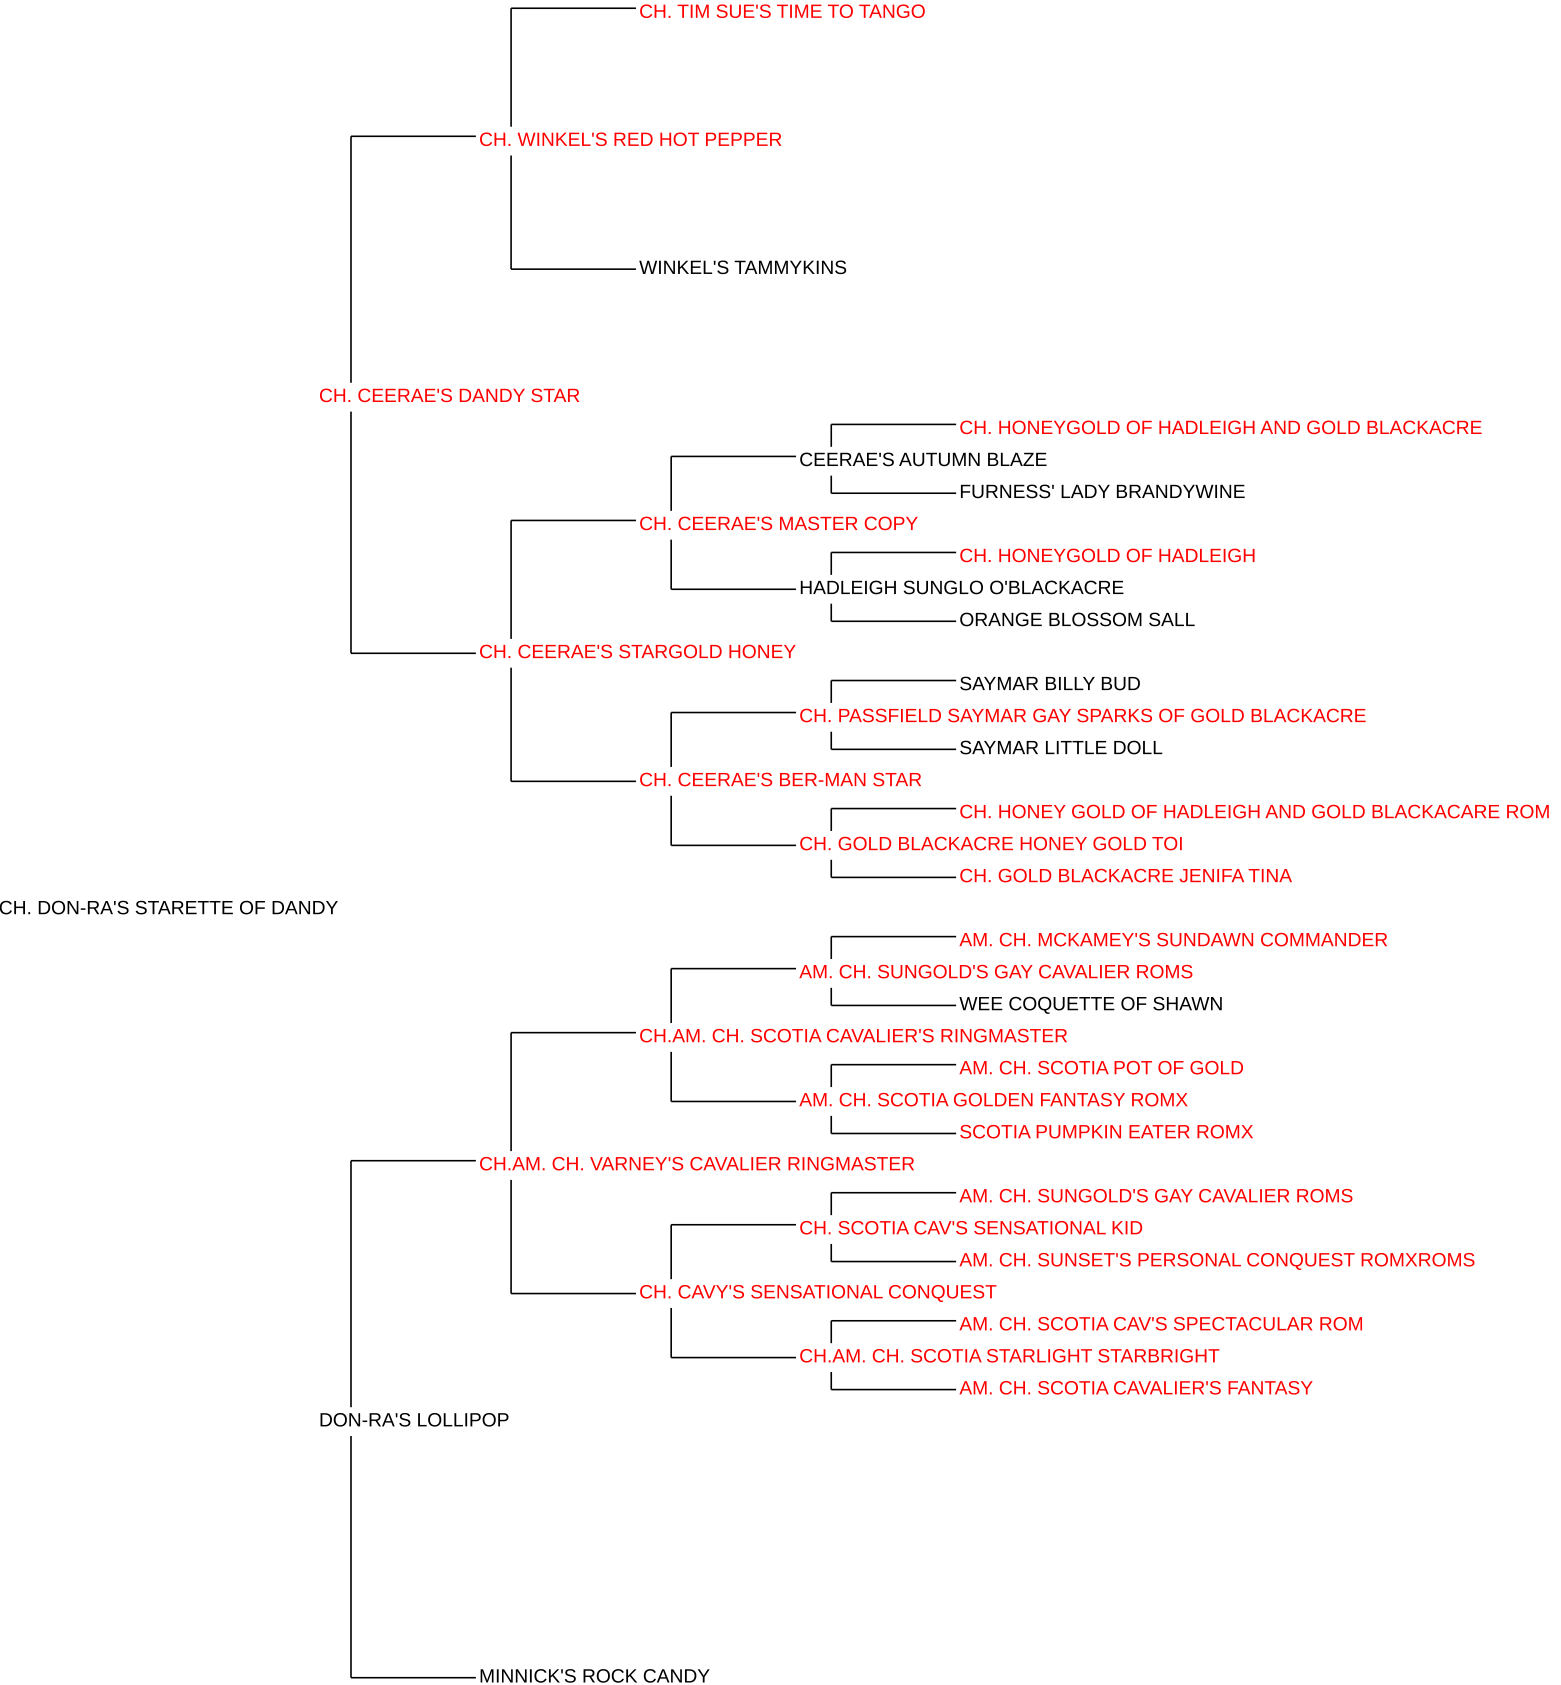 CH. TIM SUE'S TIME TO TANGO
CH. WINKEL'S RED HOT PEPPER
WINKEL'S TAMMYKINS
CH. CEERAE'S DANDY STAR
CH. HONEYGOLD OF HADLEIGH AND GOLD BLACKACRE
CEERAE'S AUTUMN BLAZE
FURNESS' LADY BRANDYWINE
CH. CEERAE'S MASTER COPY
CH. HONEYGOLD OF HADLEIGH
HADLEIGH SUNGLO O'BLACKACRE
ORANGE BLOSSOM SALL
CH. CEERAE'S STARGOLD HONEY
SAYMAR BILLY BUD
CH. PASSFIELD SAYMAR GAY SPARKS OF GOLD BLACKACRE
SAYMAR LITTLE DOLL
CH. CEERAE'S BER-MAN STAR
CH. HONEY GOLD OF HADLEIGH AND GOLD BLACKACARE ROM
CH. GOLD BLACKACRE HONEY GOLD TOI
CH. GOLD BLACKACRE JENIFA TINA
CH. DON-RA'S STARETTE OF DANDY
AM. CH. MCKAMEY'S SUNDAWN COMMANDER
AM. CH. SUNGOLD'S GAY CAVALIER ROMS
WEE COQUETTE OF SHAWN
CH.AM. CH. SCOTIA CAVALIER'S RINGMASTER
AM. CH. SCOTIA POT OF GOLD
AM. CH. SCOTIA GOLDEN FANTASY ROMX
SCOTIA PUMPKIN EATER ROMX
CH.AM. CH. VARNEY'S CAVALIER RINGMASTER
AM. CH. SUNGOLD'S GAY CAVALIER ROMS
CH. SCOTIA CAV'S SENSATIONAL KID
AM. CH. SUNSET'S PERSONAL CONQUEST ROMXROMS
CH. CAVY'S SENSATIONAL CONQUEST
AM. CH. SCOTIA CAV'S SPECTACULAR ROM
CH.AM. CH. SCOTIA STARLIGHT STARBRIGHT
AM. CH. SCOTIA CAVALIER'S FANTASY
DON-RA'S LOLLIPOP
MINNICK'S ROCK CANDY